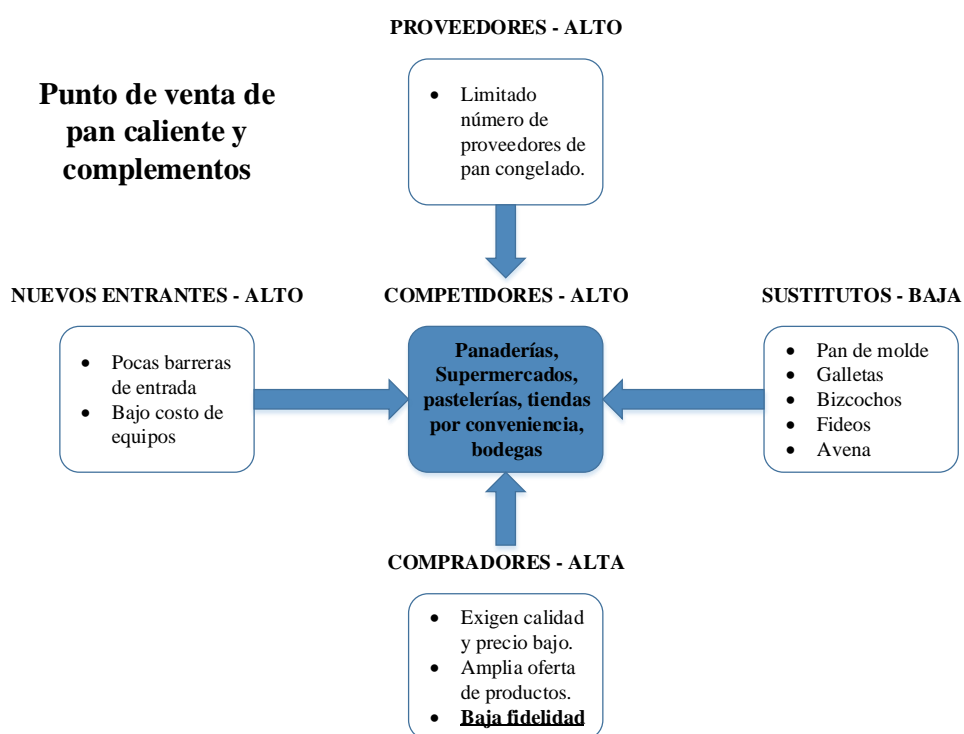 PROVEEDORES - ALTO
Punto de venta de
pan caliente y
complementos
• Limitado
número de
proveedores de
pan congelado.
NUEVOS ENTRANTES - ALTO
• Pocas barreras
de entrada
• Bajo costo de
equipos
COMPETIDORES - ALTO
Panaderías,
Supermercados,
pastelerías, tiendas
por conveniencia,
bodegas
SUSTITUTOS - BAJA
• Pan de molde
• Galletas
• Bizcochos
• Fideos
• Avena
COMPRADORES - ALTA
• Exigen calidad
y precio bajo.
• Amplia oferta
de productos.
• Baja fidelidad